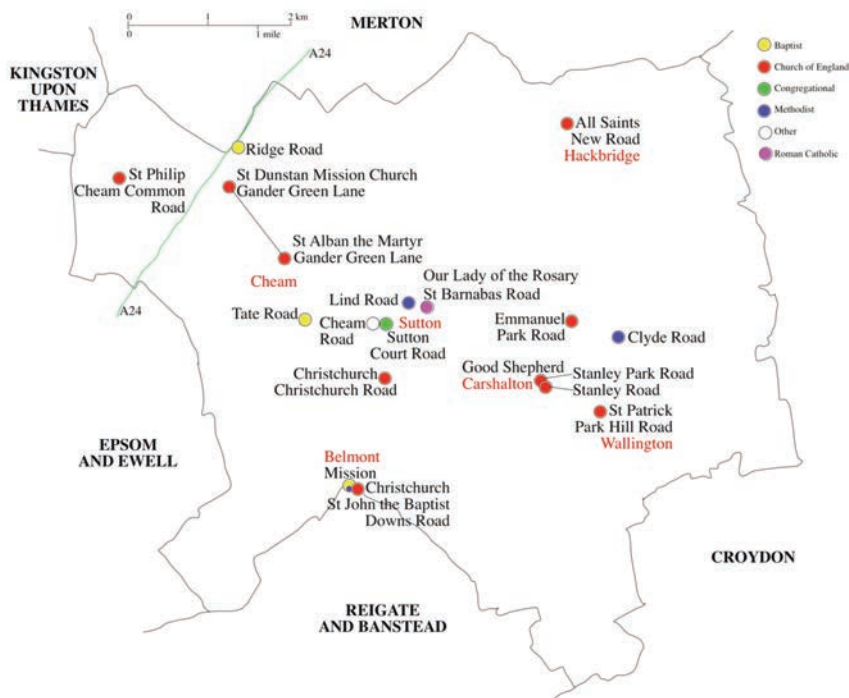 0
1
2 km
1 mile
MERTON
A24
KINGSTON
UPON
THAMES
Baptist
Church of England
Congregational
Methodist
Other
Roman Catholic
Ridge Road
All Saints
New Road
Hackbridge
St Philip
Cheam Common
Road
St Dunstan Mission Church
Gander Green Lane
St Alban the Martyr
Gander Green Lane
Cheam
Our Lady of the Rosary
St Barnabas Road
Lind Road
A24
Tate Road
Cheam
Road
Sutton
Sutton
Court Road
Emmanuel
Park Road
Clyde Road
Christchurch
Christchurch Road
Good Shepherd
Carshalton
Stanley Park Road
Stanley Road
St Patrick
Park Hill Road
Wallington
EPSOM
AND EWELL
Belmont
Mission
Christchurch
St John the Baptist
Downs Road
CROYDON
REIGATE
AND BANSTEAD